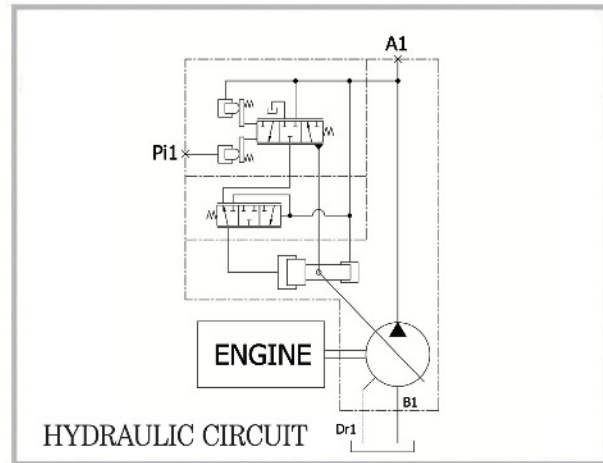 A1
Pi1
ENGINE
B1
Dr1
HYDRAULIC CIRCUIT